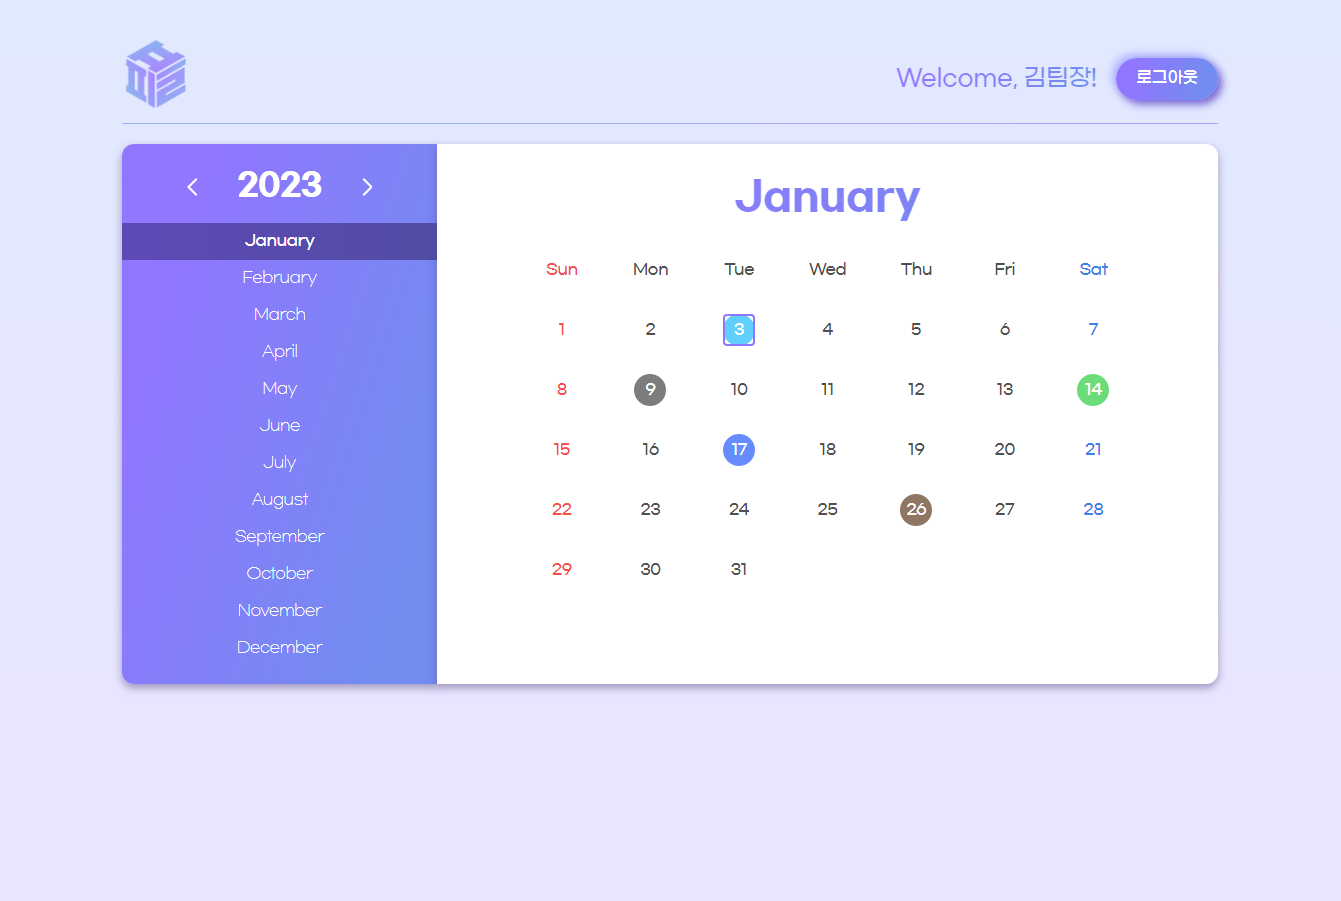 Welcome, 김팀장!
로그아웃
2023
January
February
March
April
May
June
July
August
September
October
November
December
January
Sun Mon Tue Wed Thu Fri Sat
1 2 3 4 5 6 7
8 9 10 11 12 13 14
15 16 17 18 19 20 21
22 23 24 25 26 27 28
29 30 31